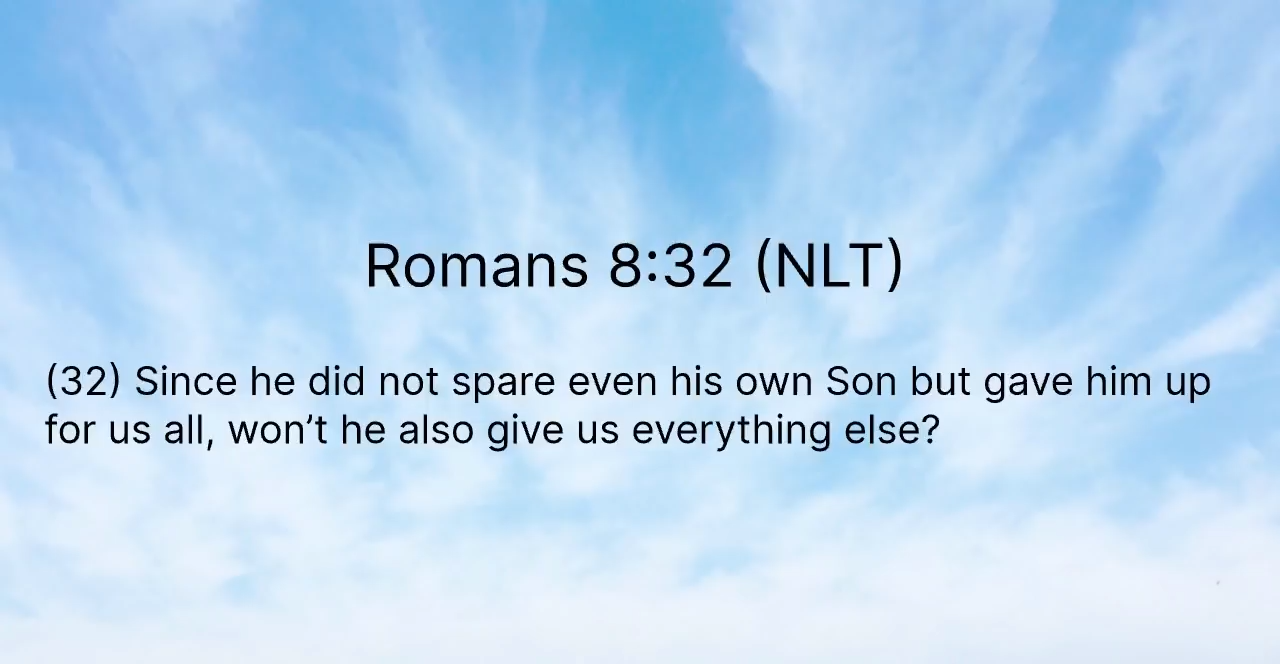 Romans 8:32 (NLT)
(32) Since he did not spare even his own Son but gave him up
for us all, won’t he also give us everything else?